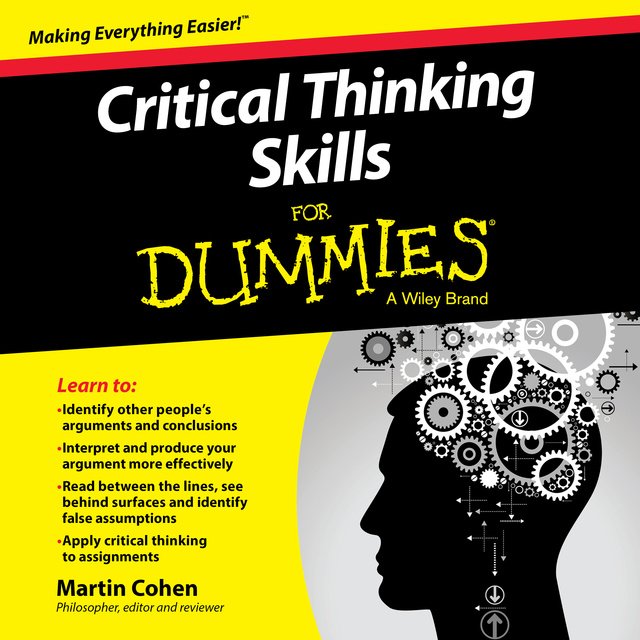 Making Everything Easier!™
Critical Thinking
Skills
FOR
DUMMIES®
A Wiley Brand
Learn to:
•Identify other people's
arguments and conclusions
•Interpret and produce your
argument more effectively
•Read between the lines, see
behind surfaces and identify
false assumptions
•Apply critical thinking
to assignments
Martin Cohen
Philosopher, editor and reviewer